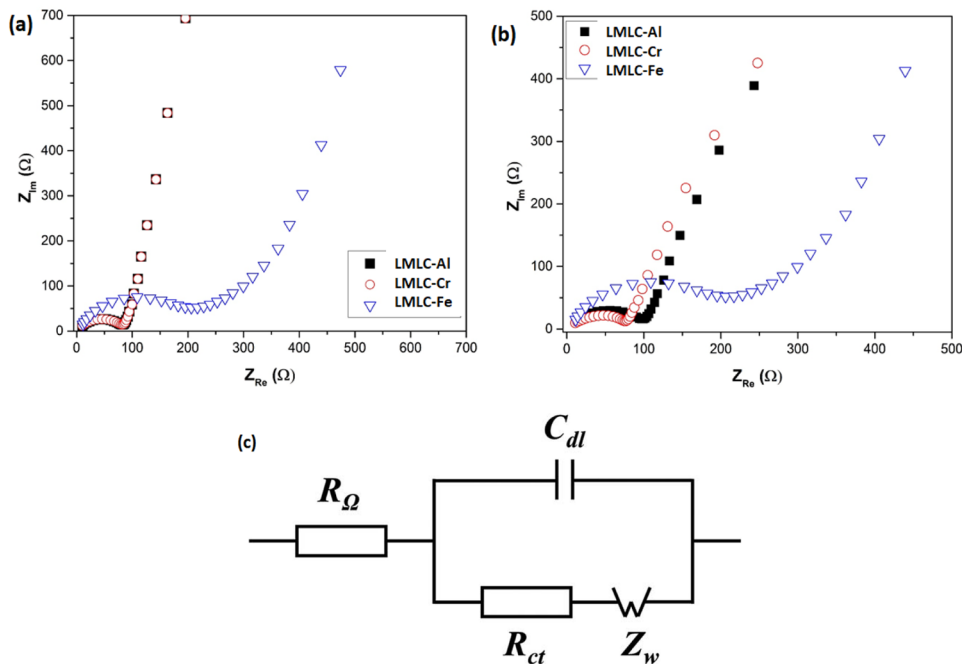 (a)
700
600
500
400
300
200
100
0
Z_Im (Ω)
0 100 200 300 400 500 600 700
Z_Re (Ω)
LMLC-Al
LMLC-Cr
LMLC-Fe
(b)
500
400
300
200
100
0
Z_Im (Ω)
0 100 200 300 400 500
Z_Re (Ω)
LMLC-Al
LMLC-Cr
LMLC-Fe
(c)
C_dl
R_Ω
R_ct Z_w